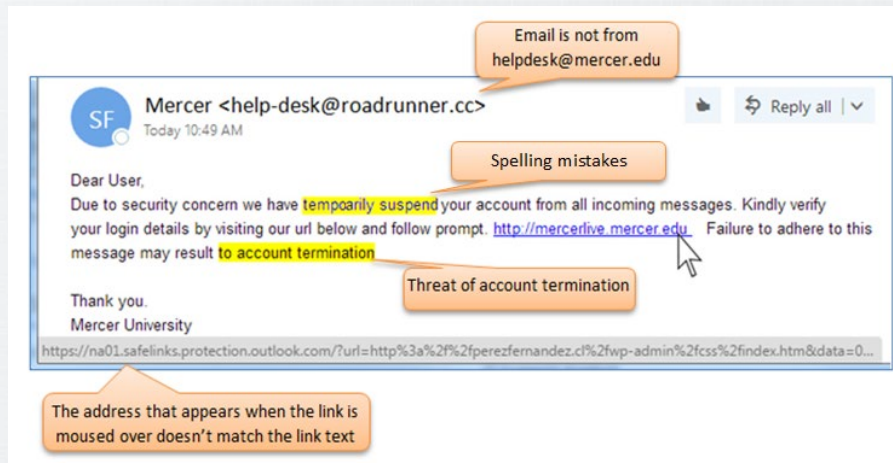 Email is not from
helpdesk@mercer.edu
SF
Mercer <help-desk@roadrunner.cc>
Reply all
Today 10:49 AM
Spelling mistakes
Dear User,
Due to security concern we have tempoarily suspend your account from all incoming messages. Kindly verify
your login details by visiting our url below and follow prompt. http://mercerlive.mercer.edu Failure to adhere to this
message may result to account termination
Threat of account termination
Thank you.
Mercer University
https://na01.safelinks.protection.outlook.com/?url=http%3a%2f%2fperezfernandez.cl%2fwp-admin%2fcss%2findex.htm&data=0...
The address that appears when the link is
moused over doesn't match the link text